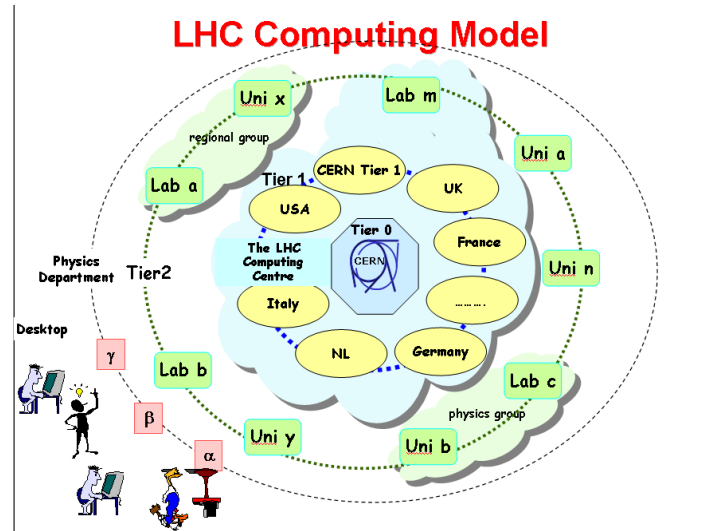 LHC Computing Model
Uni x
Lab m
regional group
Uni a
Lab a
Tier 1
CERN Tier 1
UK
USA
Tier 0
France
CERN
The LHC
Computing
Centre
Physics
Department
Tier2
Uni n
Italy
……….
Desktop
γ
NL
Germany
Lab b
Lab c
β
physics group
Uni y
Uni b
α